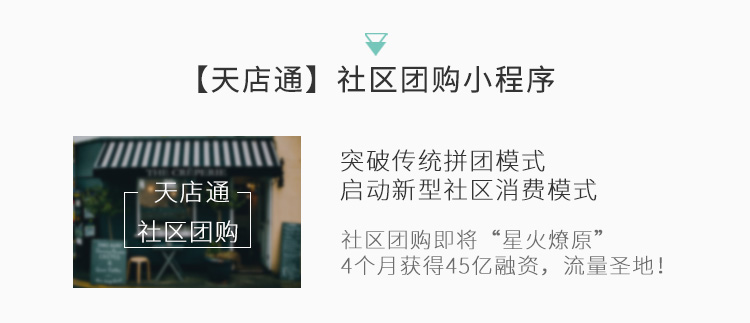 【天店通】社区团购小程序
突破传统拼团模式
启动新型社区消费模式
THE CRÊPERIE
天店通
社区团购
社区团购即将“星火燎原”
4个月获得45亿融资，流量圣地！